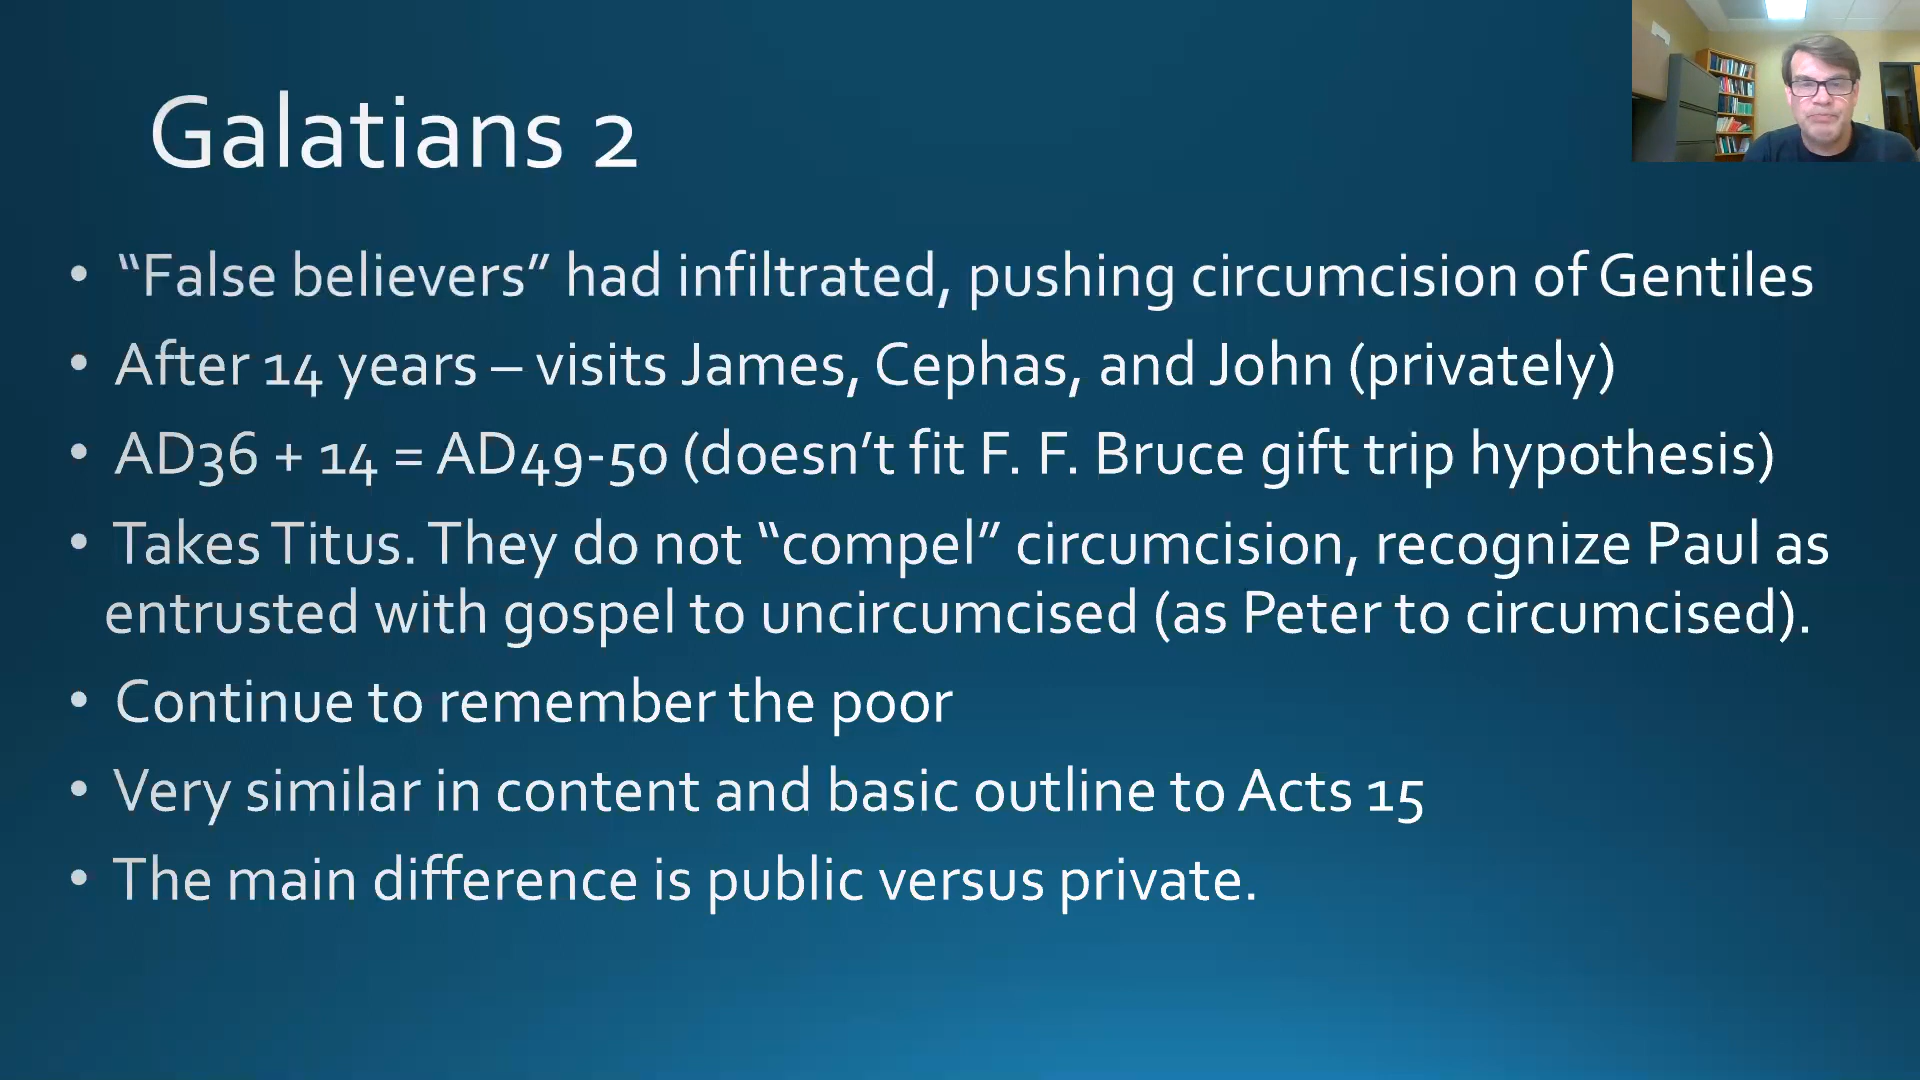 Galatians 2
• “False believers” had infiltrated, pushing circumcision of Gentiles
• After 14 years – visits James, Cephas, and John (privately)
• AD36 + 14 = AD49-50 (doesn’t fit F. F. Bruce gift trip hypothesis)
• Takes Titus. They do not “compel” circumcision, recognize Paul as
entrusted with gospel to uncircumcised (as Peter to circumcised).
• Continue to remember the poor
• Very similar in content and basic outline to Acts 15
• The main difference is public versus private.